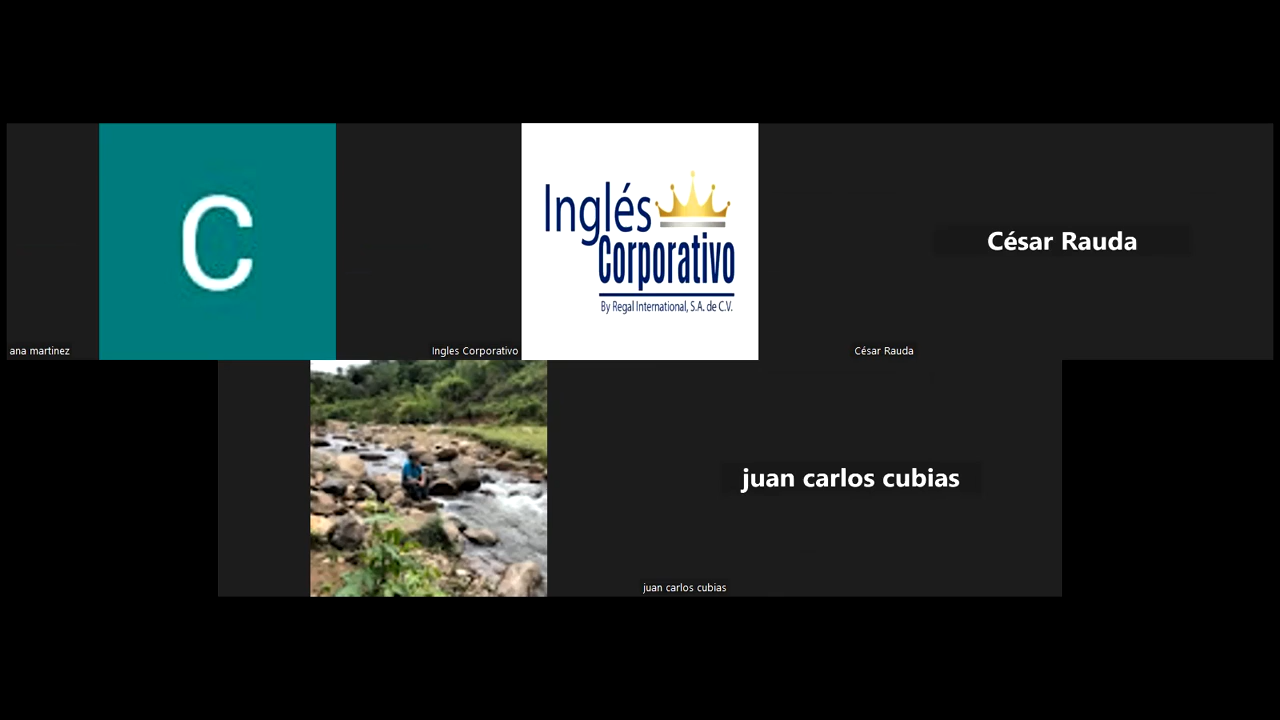 C
Inglés
Corporativo
By Regal International, S.A. de C.V.
César Rauda
ana martinez
Ingles Corporativo
César Rauda
juan carlos cubias
juan carlos cubias